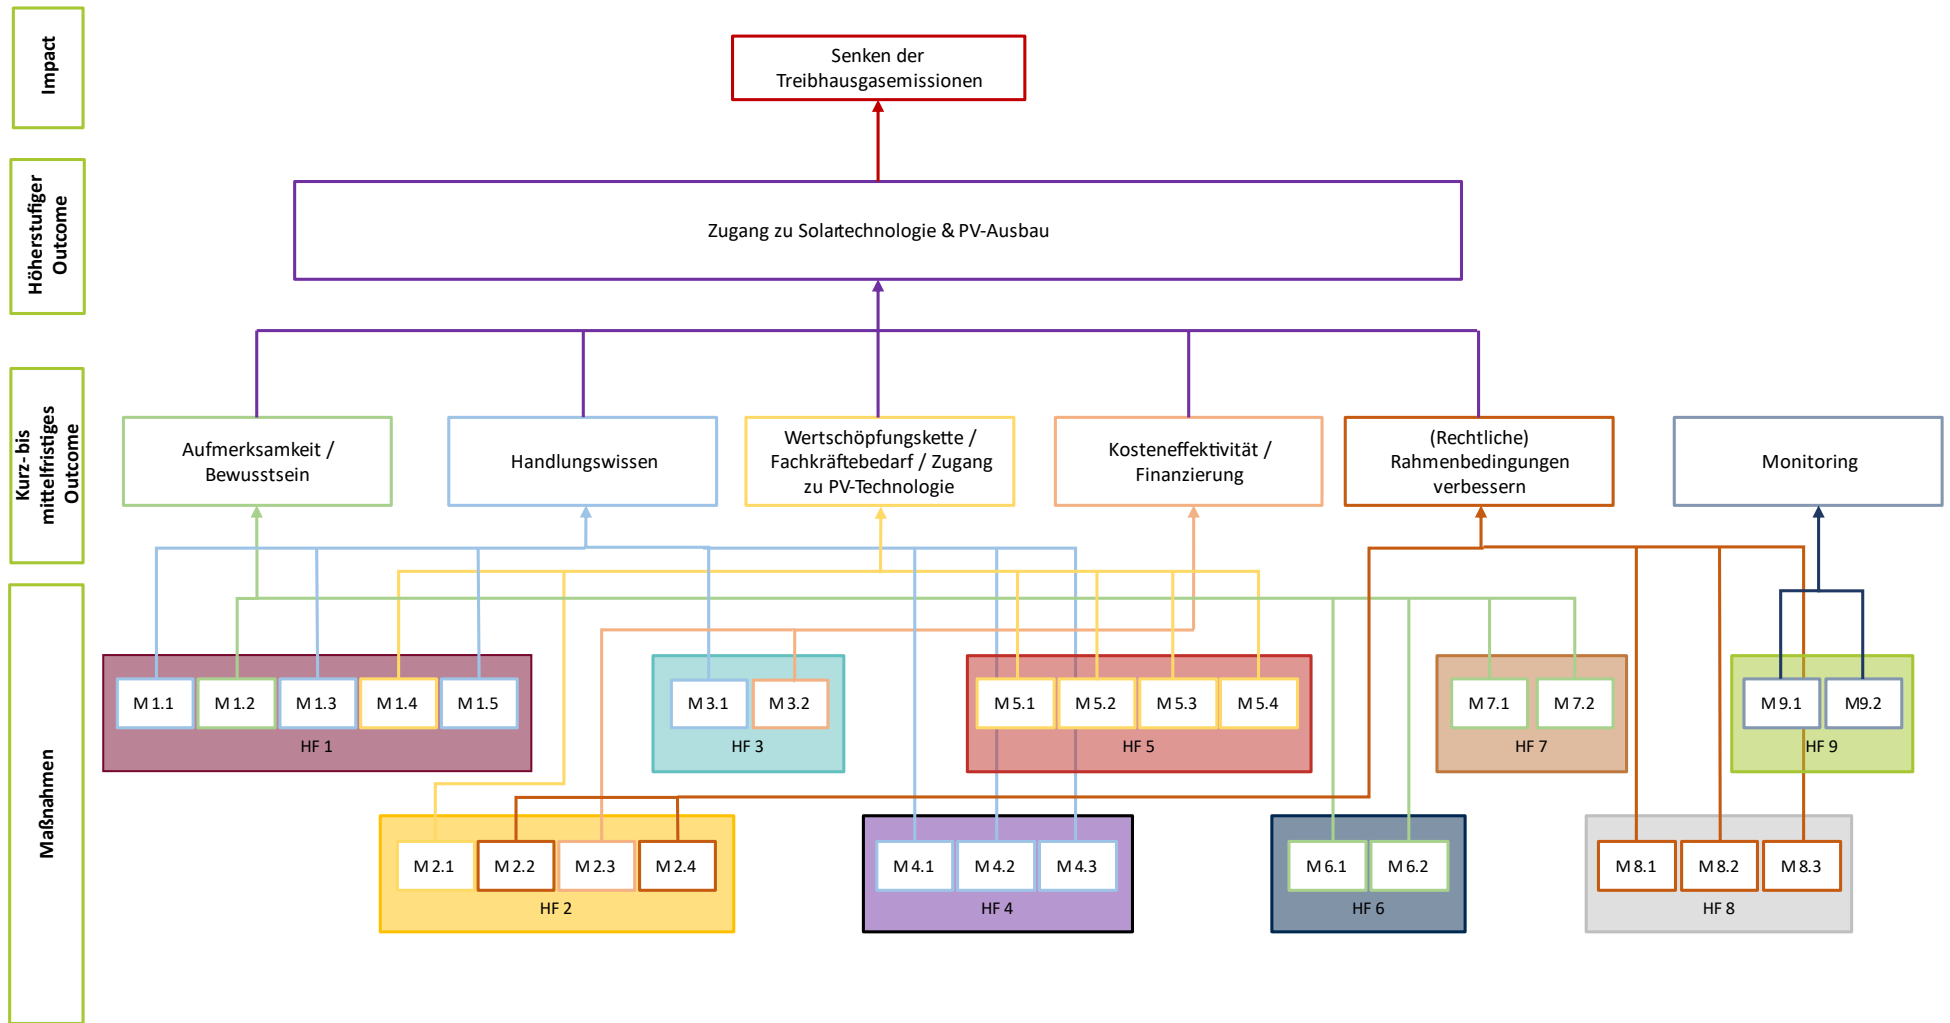 Impact
Senken der
Treibhausgasemissionen
Höherstufiger
Outcome
Zugang zu Solartechnologie & PV-Ausbau
Kurz- bis
mittelfristiges
Outcome
Aufmerksamkeit /
Bewusstsein
Handlungswissen
Wertschöpfungskette /
Fachkräftebedarf / Zugang
zu PV-Technologie
Kosteneffektivität /
Finanzierung
(Rechtliche)
Rahmenbedingungen
verbessern
Monitoring
Maßnahmen
M 1.1
M 1.2
M 1.3
M 1.4
M 1.5
HF 1
M 3.1
M 3.2
HF 3
M 5.1
M 5.2
M 5.3
M 5.4
HF 5
M 7.1
M 7.2
HF 7
M 9.1
M9.2
HF 9
M 2.1
M 2.2
M 2.3
M 2.4
HF 2
M 4.1
M 4.2
M 4.3
HF 4
M 6.1
M 6.2
HF 6
M 8.1
M 8.2
M 8.3
HF 8